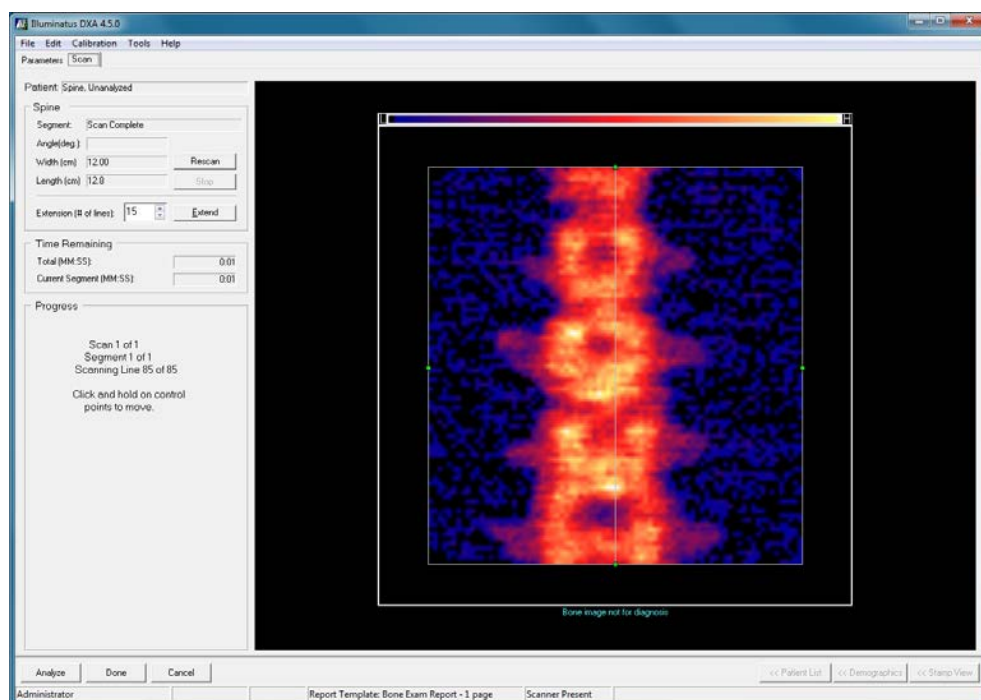 Illuminatus DXA 4.5.0
File Edit Calibration Tools Help
Parameters Scan
Patient Spine, Unanalyzed
Spine
Segment: Scan Complete
Angle(deg.):
Width (cm) 12.00 Rescan
Length (cm) 12.8 Stop
Extension (# of lines): 15 Extend
Time Remaining
Total (MM:SS): 0:01
Current Segment (MM:SS): 0:01
Progress
Scan 1 of 1
Segment 1 of 1
Scanning Line 85 of 85
Click and hold on control
points to move.
L H
Bone image not for diagnosis
Analyze Done Cancel << Patient List << Demographics << Stamp View
Administrator Report Template: Bone Exam Report - 1 page Scanner Present